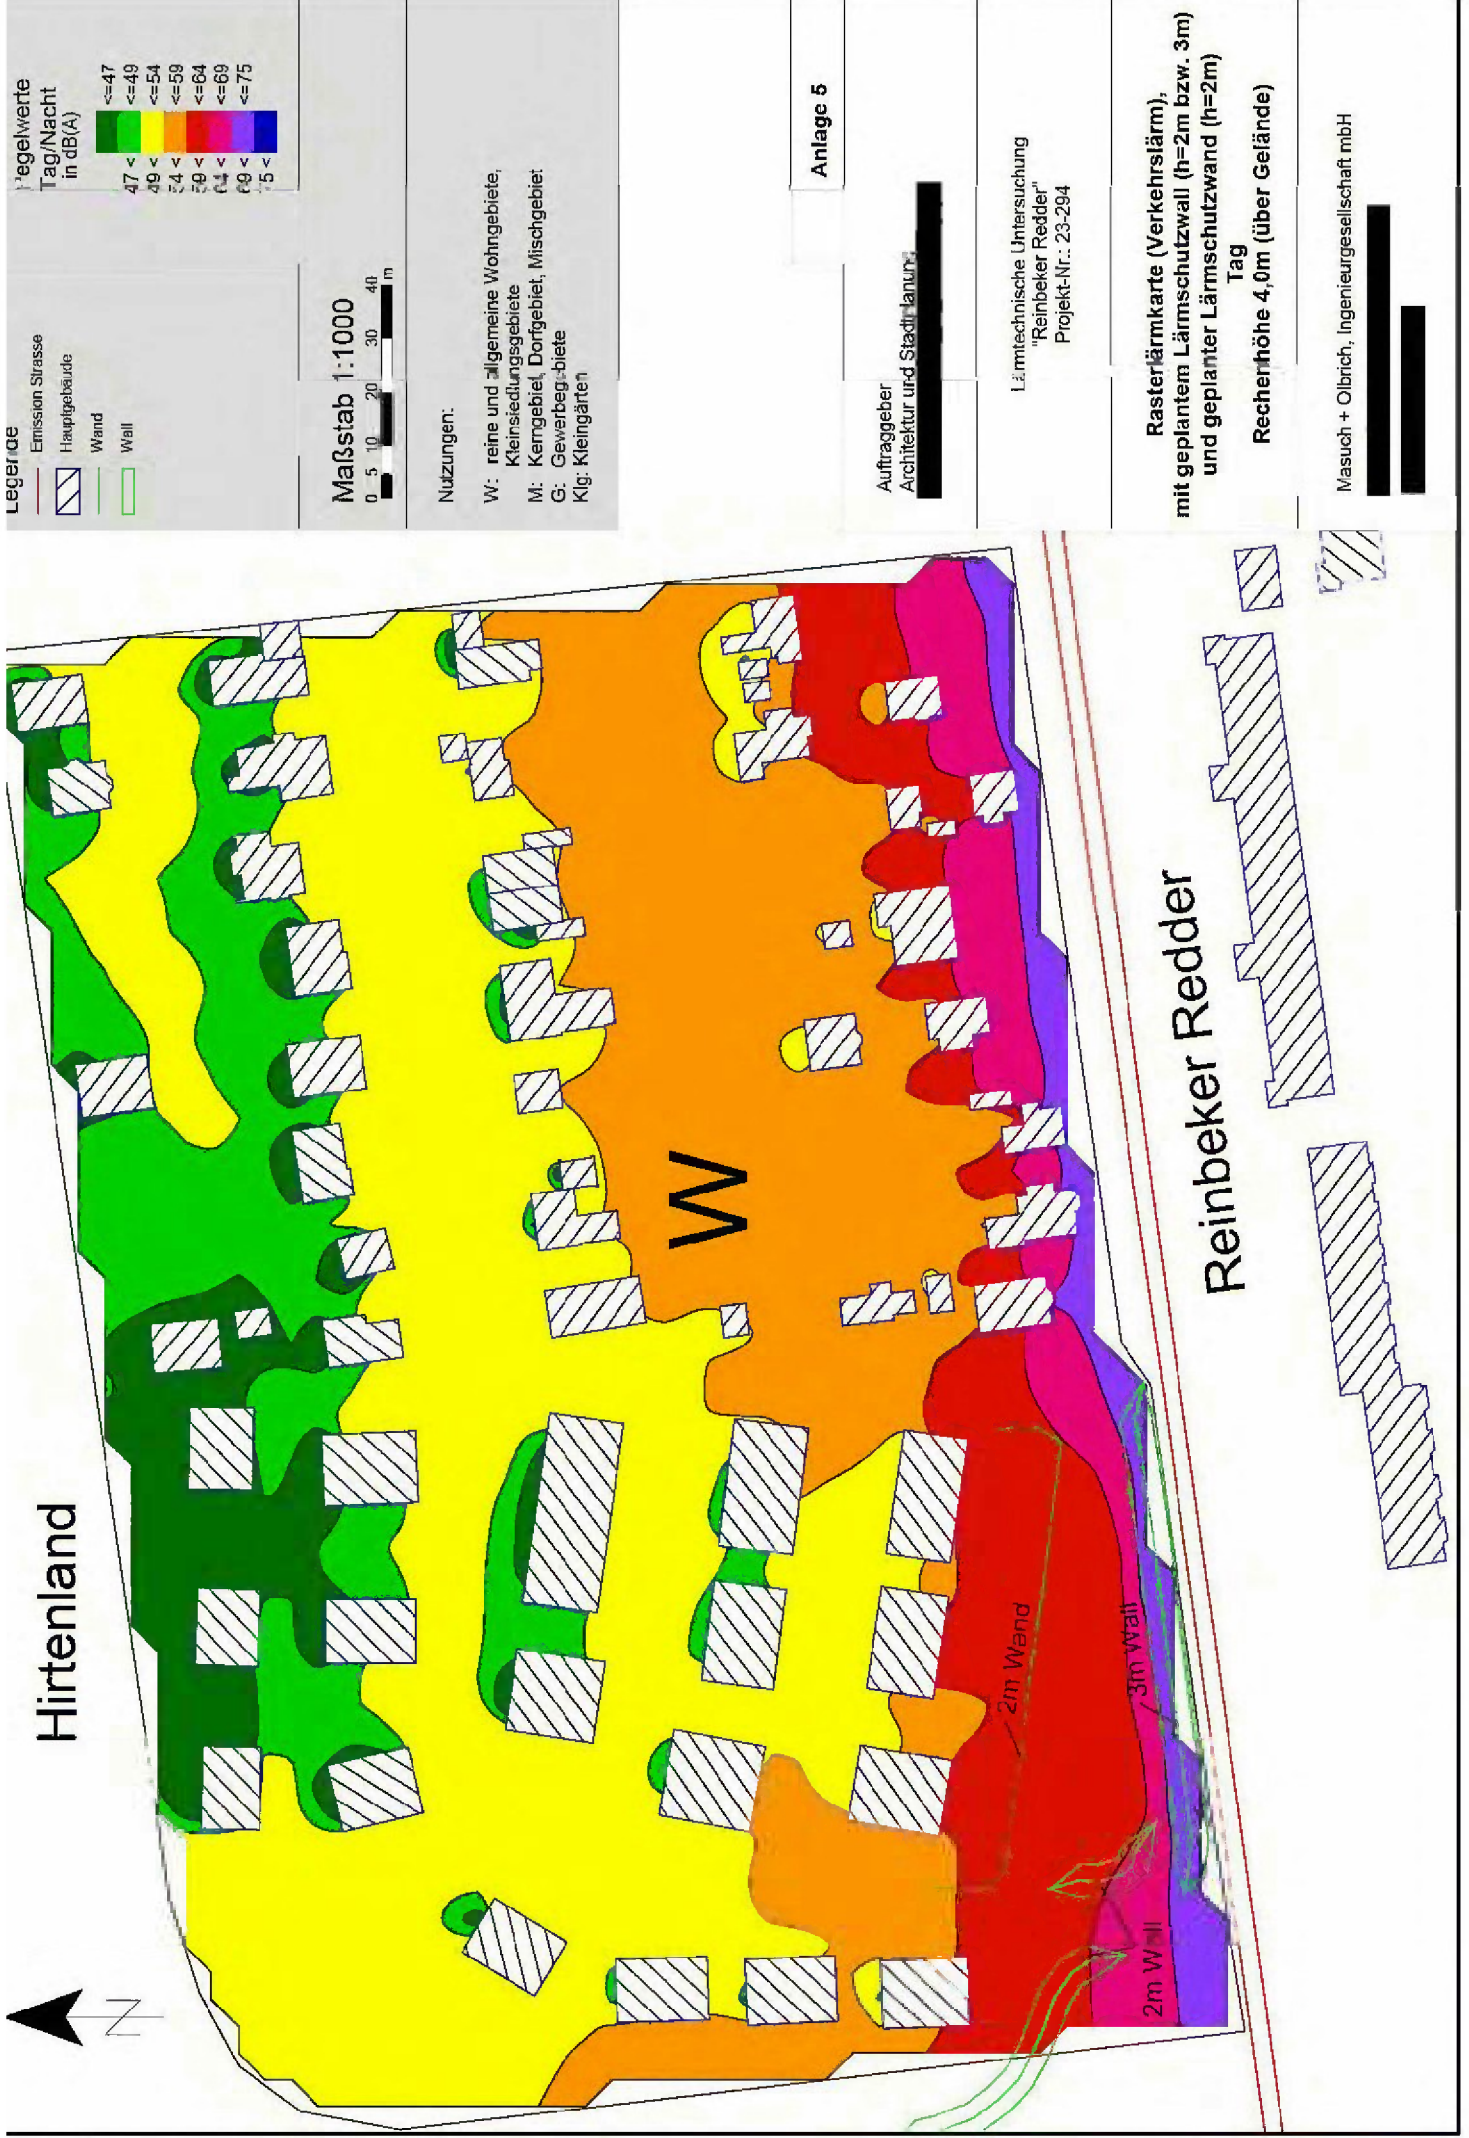 Hirtenland
N
W
Reinbeker Redder
2m Wand
3m Wall
2m Wall
Legende
Emission Strasse
Hauptgebäude
Wand
Wall
Pegelwerte
Tag/Nacht
in dB(A)
<=47
47 < <=49
49 < <=54
54 < <=59
59 < <=64
64 < <=69
69 < <=75
75 <
Maßstab 1:1000
0 5 10 20 30 40
m
Nutzungen:
W: reine und allgemeine Wohngebiete,
Kleinsiedlungsgebiete
M: Kerngebiet, Dorfgebiet, Mischgebiet
G: Gewerbegebiete
Klg: Kleingärten
Anlage 5
Auftraggeber
Architektur und Stadtplanung
Lärmtechnische Untersuchung
"Reinbeker Redder"
Projekt-Nr.: 23-294
Rasterlärmkarte (Verkehrslärm),
mit geplantem Lärmschutzwall (h=2m bzw. 3m)
und geplanter Lärmschutzwand (h=2m)
Tag
Rechenhöhe 4,0m (über Gelände)
Masuch + Olbrich, Ingenieurgesellschaft mbH